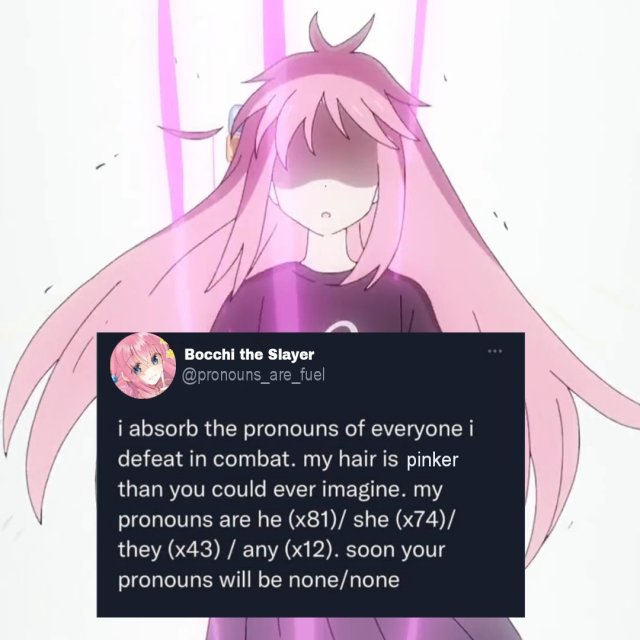 Bocchi the Slayer
@pronouns_are_fuel
i absorb the pronouns of everyone i
defeat in combat. my hair is pinker
than you could ever imagine. my
pronouns are he (x81)/ she (x74)/
they (x43) / any (x12). soon your
pronouns will be none/none